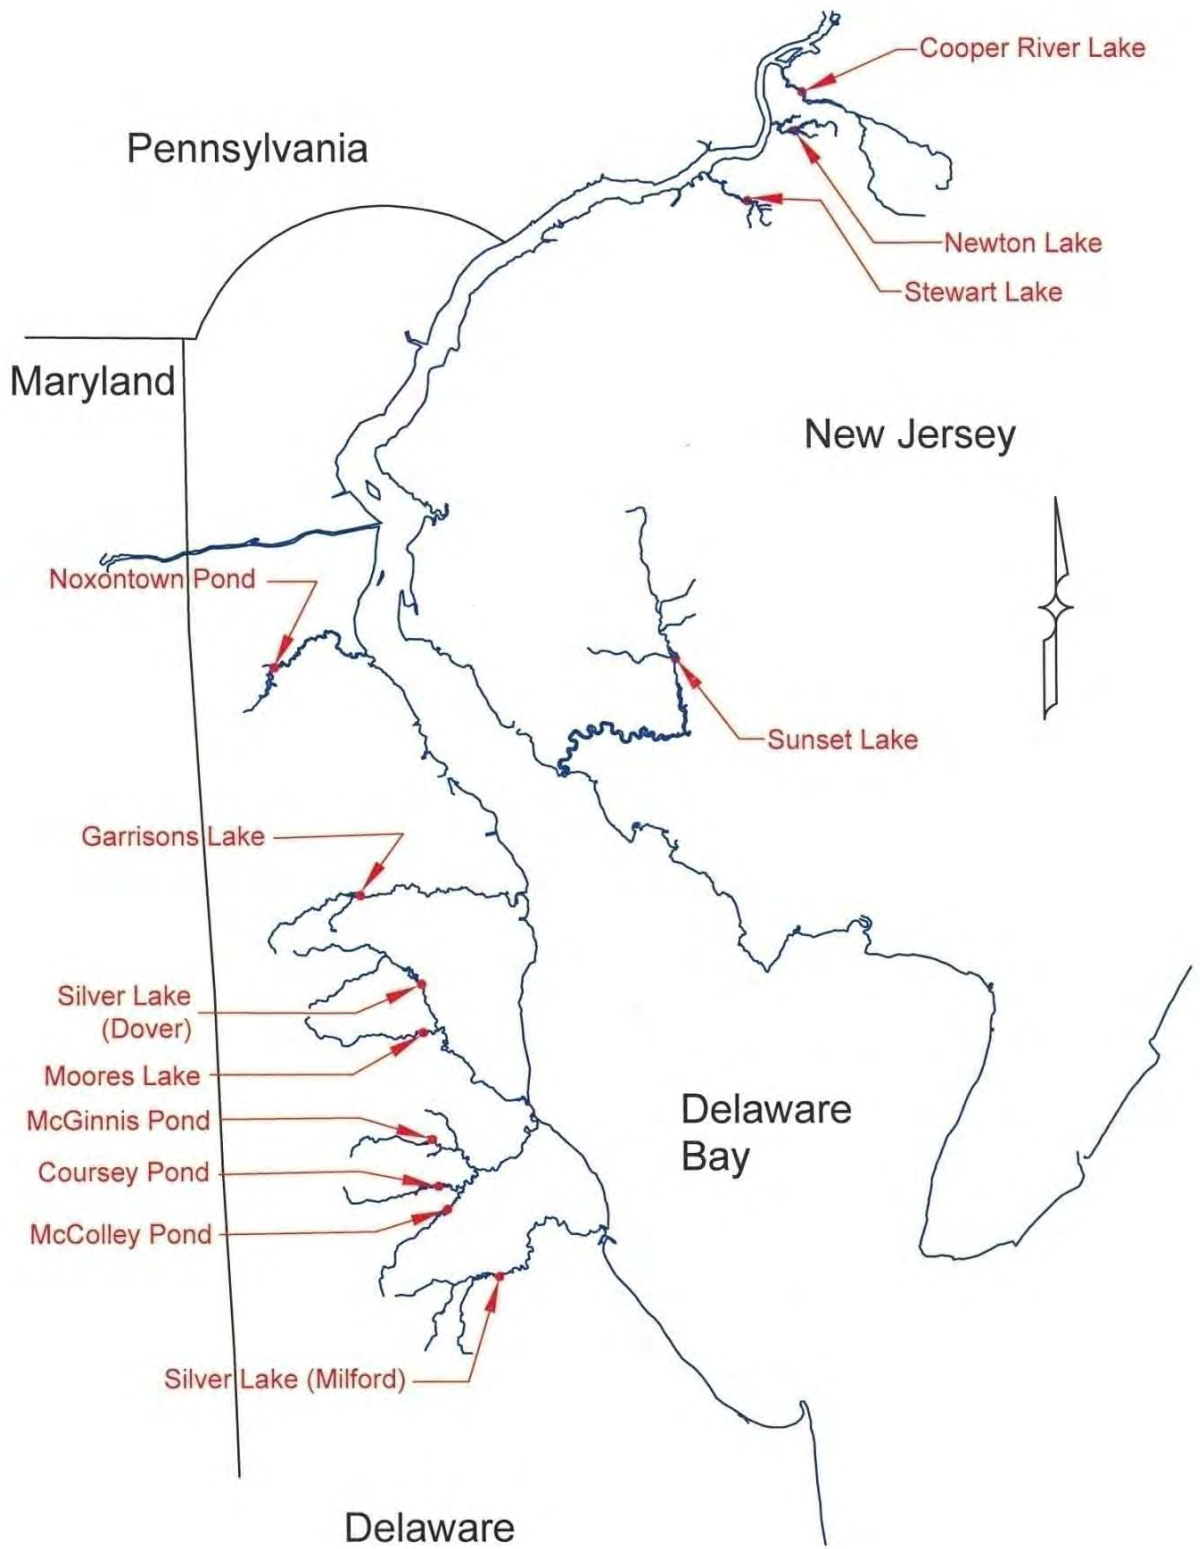 Cooper River Lake
Pennsylvania
Newton Lake
Stewart Lake
Maryland
New Jersey
Noxontown Pond
Sunset Lake
Garrisons Lake
Silver Lake
(Dover)
Moores Lake
McGinnis Pond
Delaware
Bay
Coursey Pond
McColley Pond
Silver Lake (Milford)
Delaware